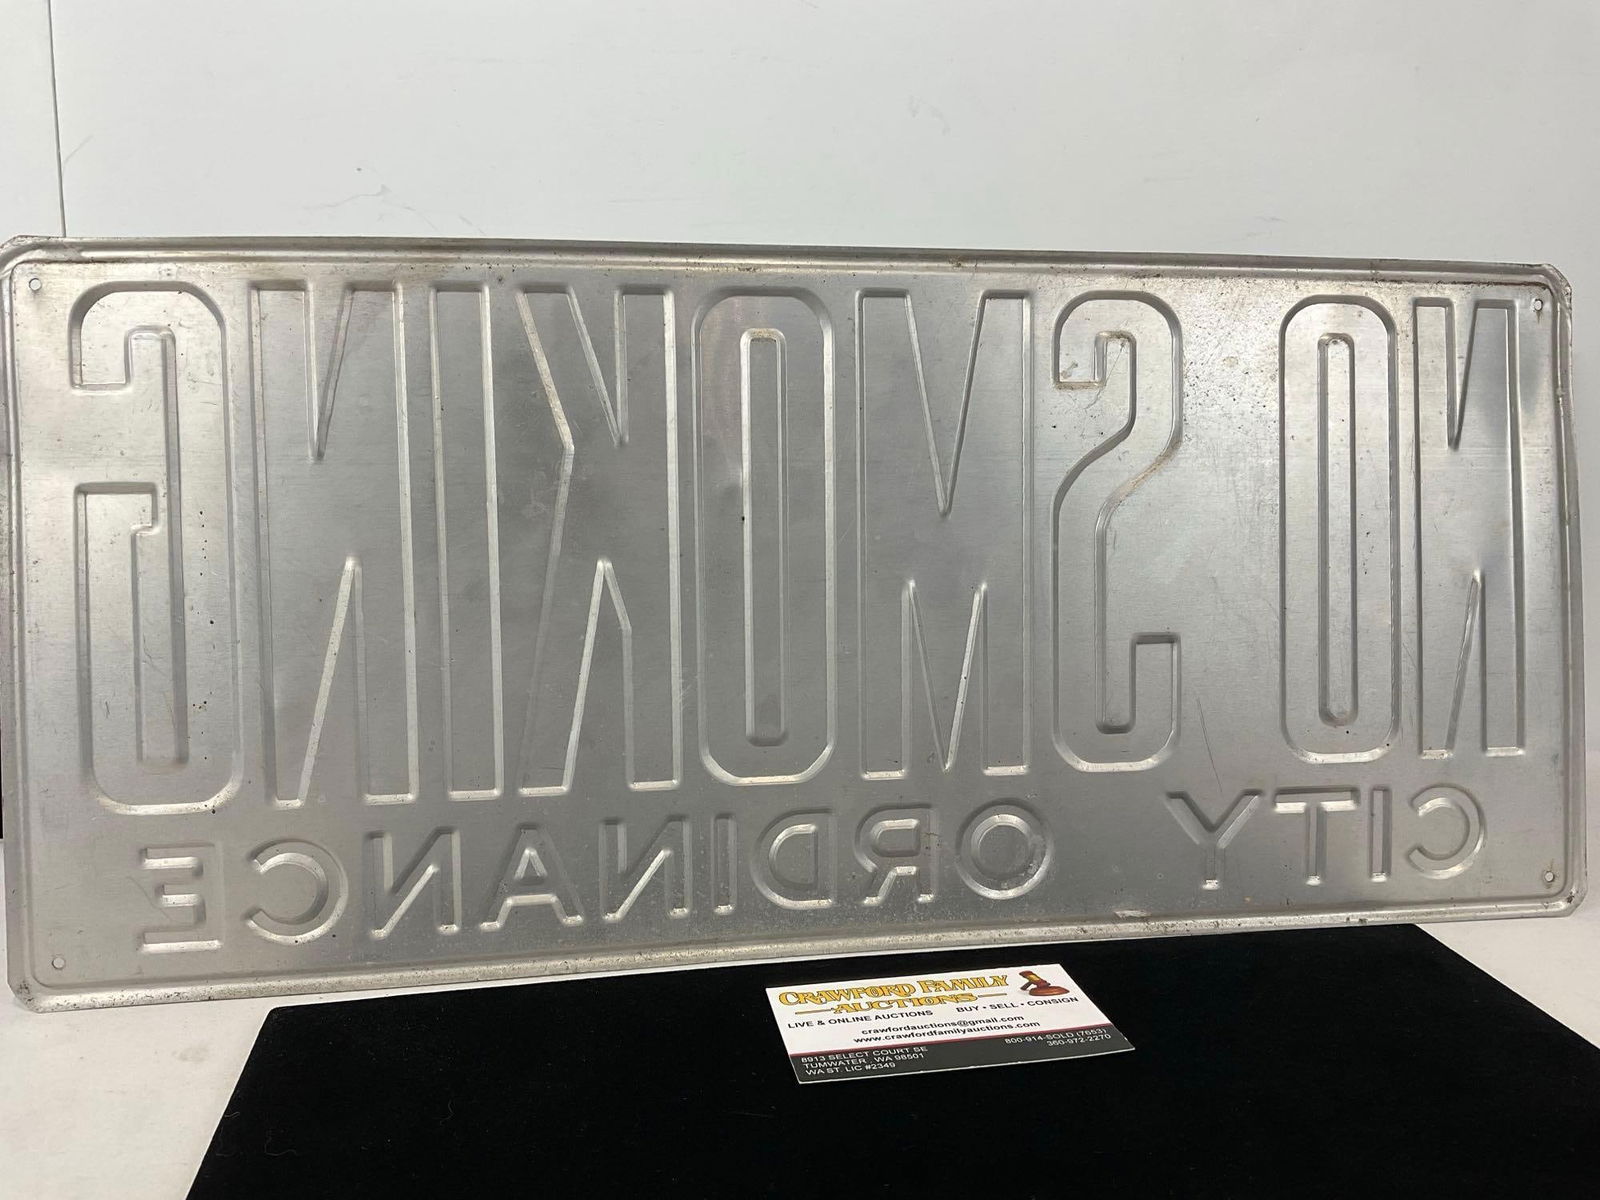 NO SMOKING
CITY ORDINANCE
CRAWFORD FAMILY
AUCTIONS
LIVE & ONLINE AUCTIONS BUY • SELL • CONSIGN
crawfordauctions@gmail.com
www.crawfordfamilyauctions.com
8913 SELECT COURT SE 800-914-SOLD (7653)
TUMWATER , WA 98501 360-972-2270
WA ST. LIC #2349